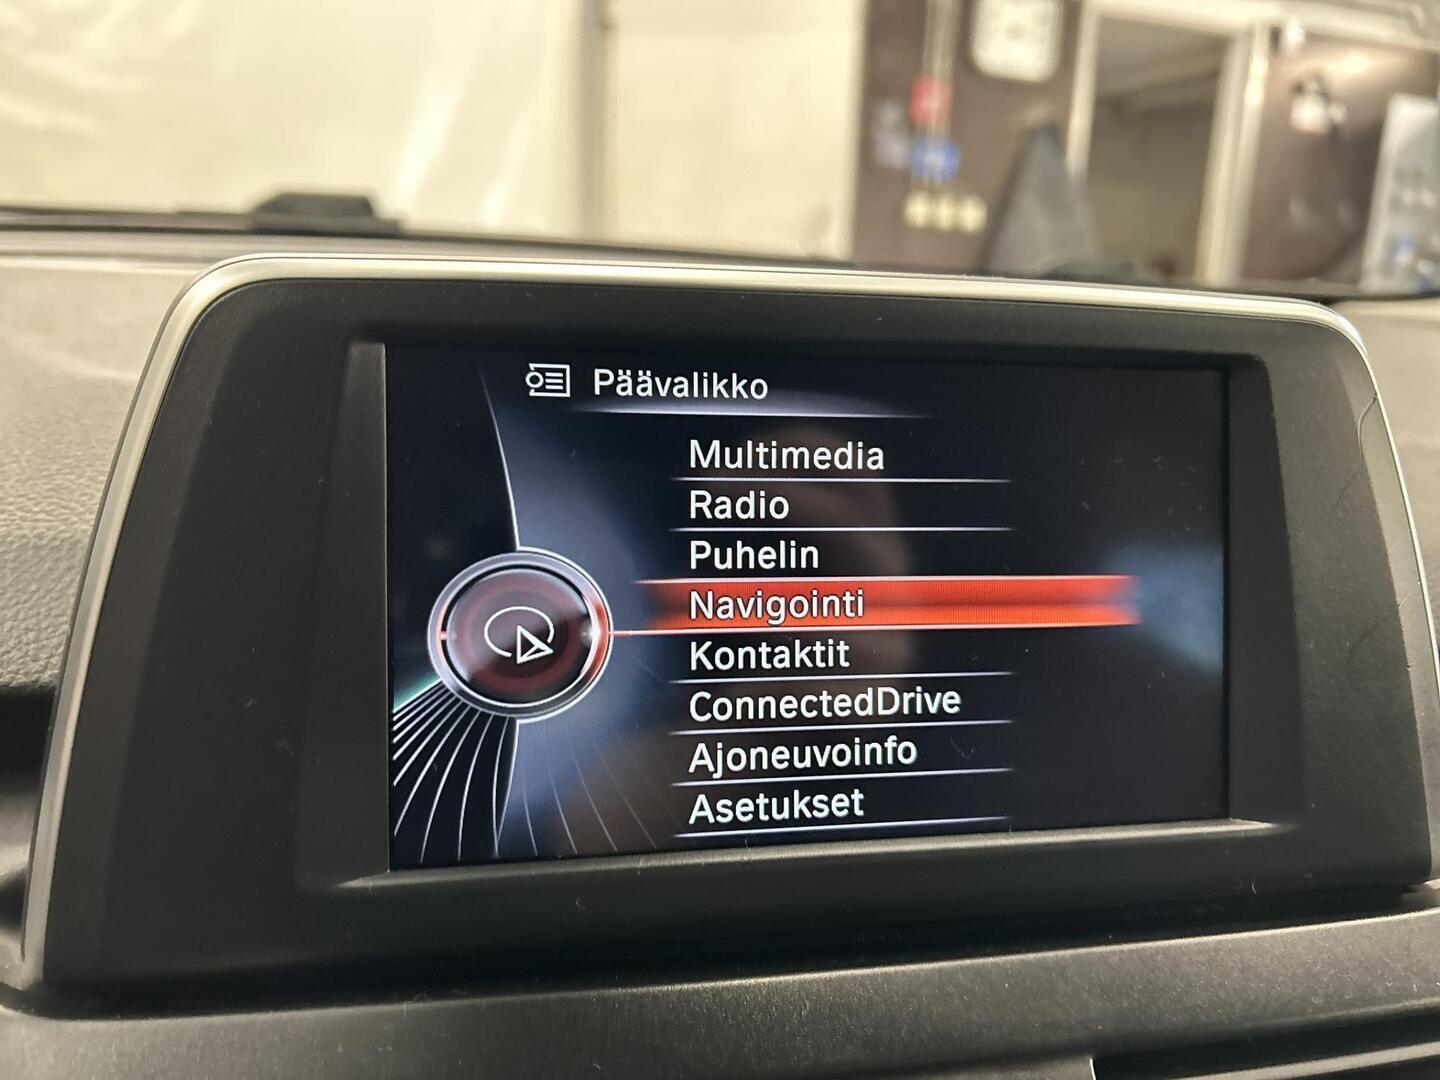 Päävalikko
Multimedia
Radio
Puhelin
Navigointi
Kontaktit
ConnectedDrive
Ajoneuvoinfo
Asetukset